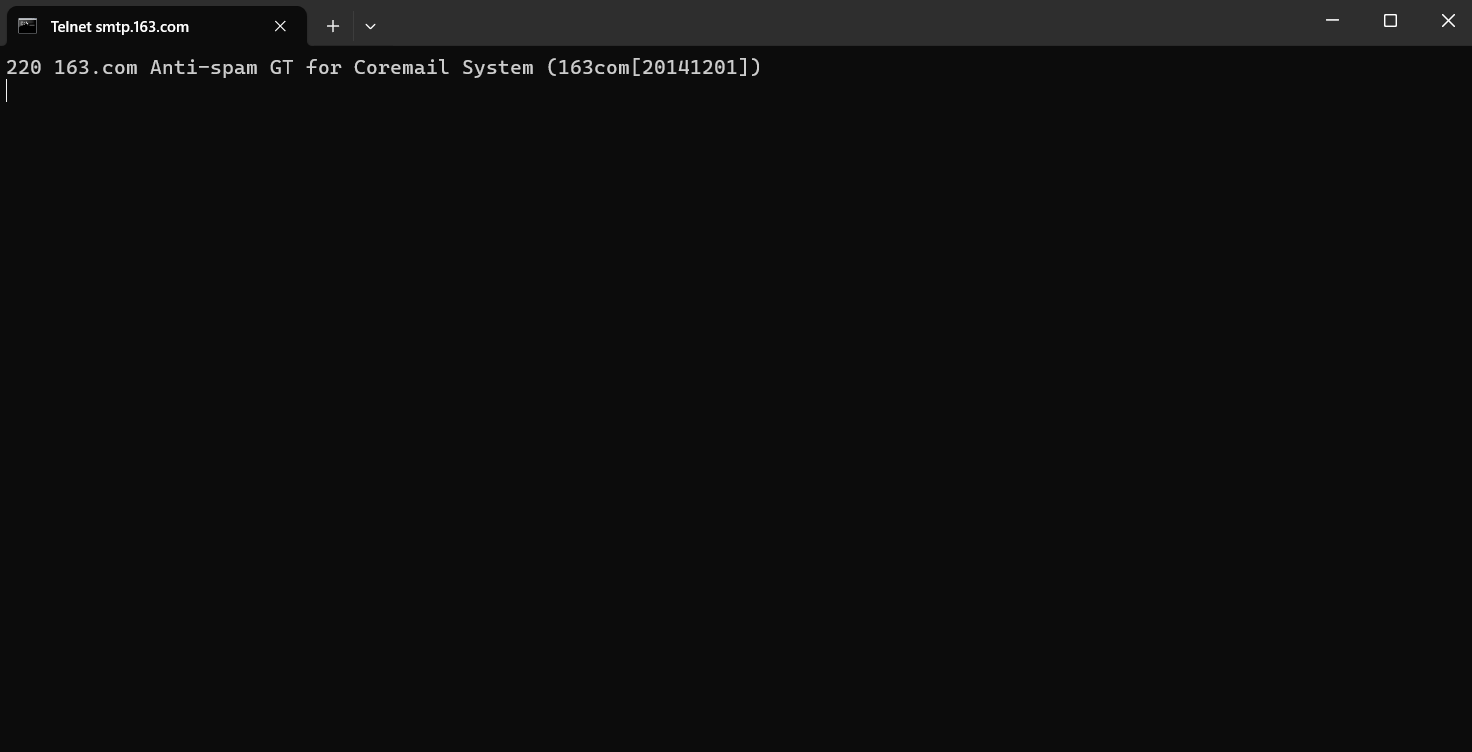 Telnet smtp.163.com
220 163.com Anti-spam GT for Coremail System (163com[20141201])